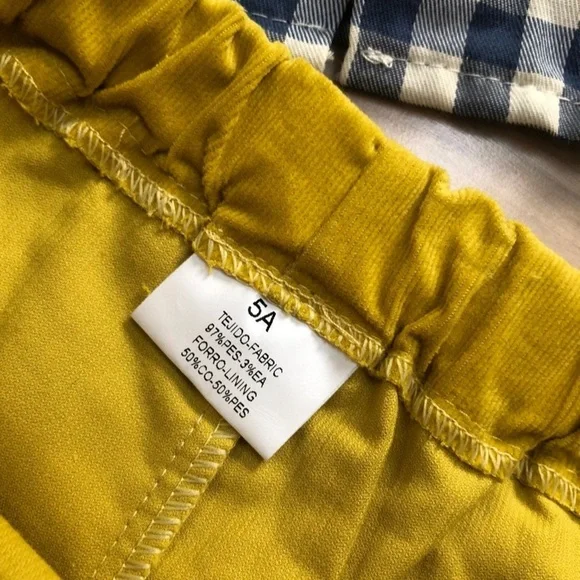 5A
TEJIDO-FABRIC
97%PES-3%EA
FORRO-LINING
50%CO-50%PES